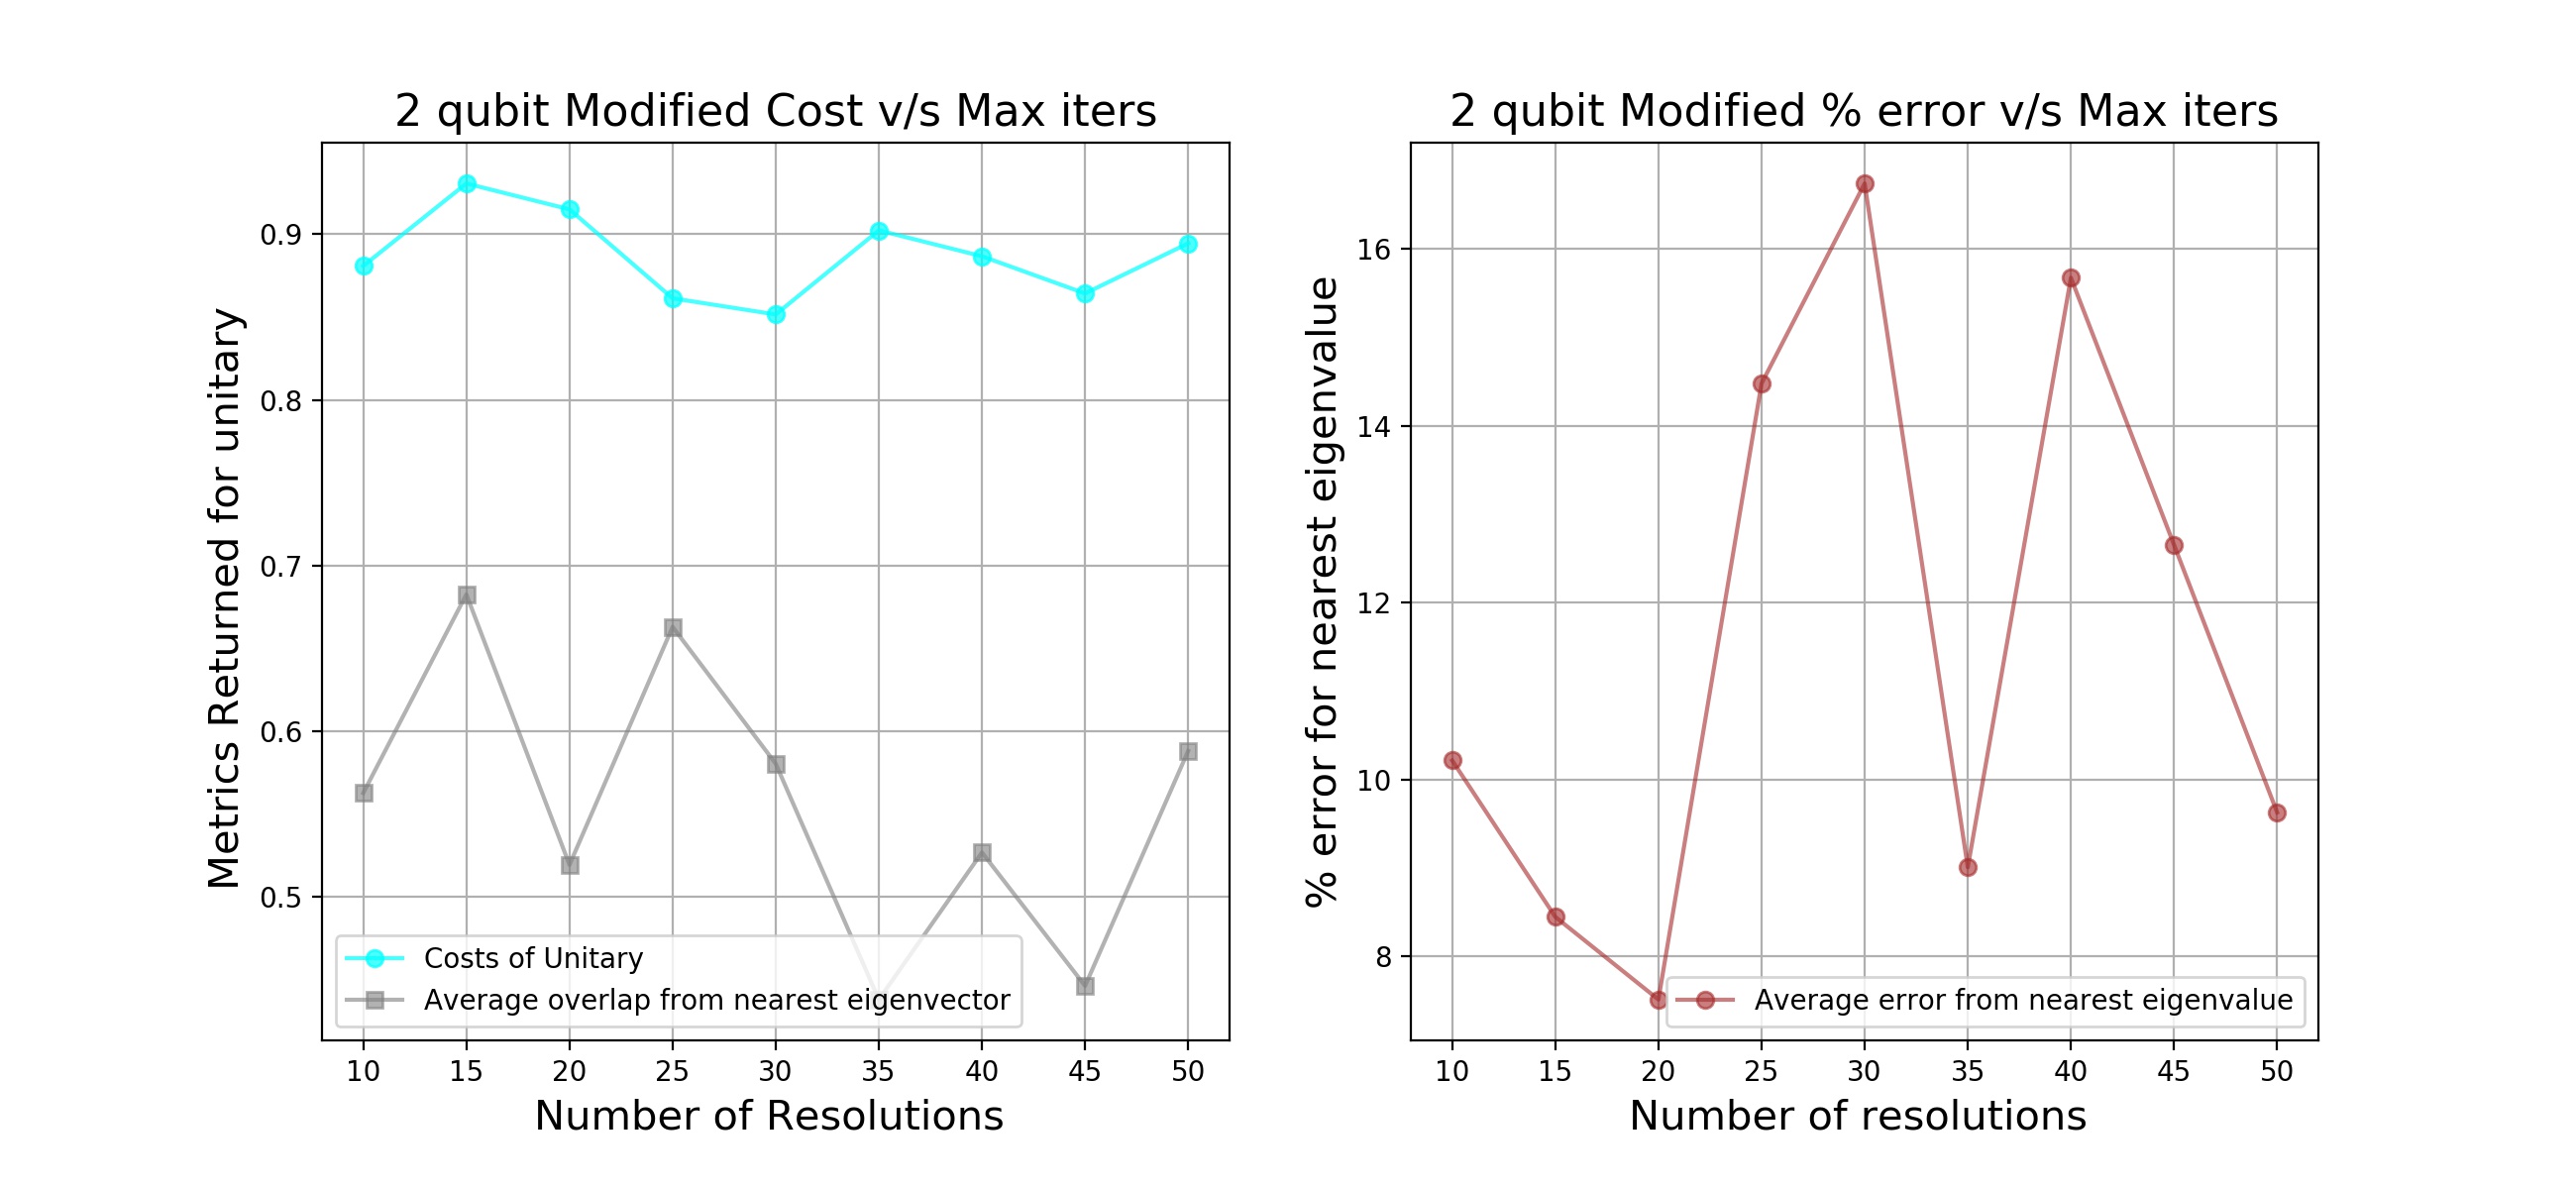 2 qubit Modified Cost v/s Max iters
Metrics Returned for unitary
0.9
0.8
0.7
0.6
0.5
Costs of Unitary
Average overlap from nearest eigenvector
10 15 20 25 30 35 40 45 50
Number of Resolutions
2 qubit Modified % error v/s Max iters
% error for nearest eigenvalue
16
14
12
10
8
Average error from nearest eigenvalue
10 15 20 25 30 35 40 45 50
Number of resolutions